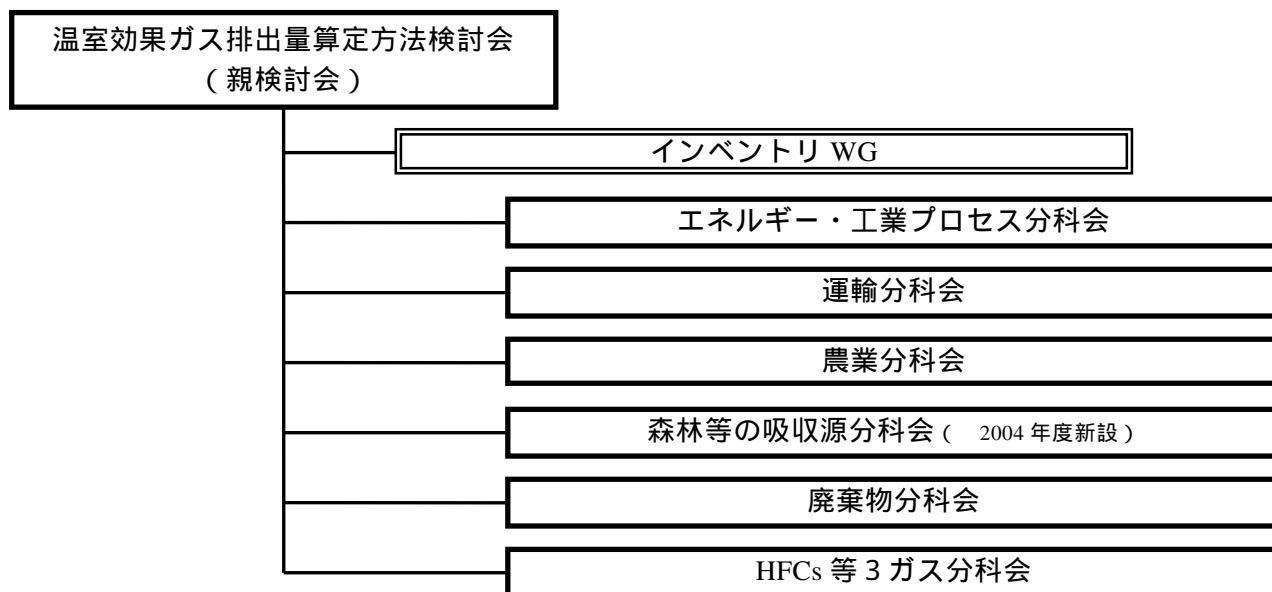 温室効果ガス排出量算定方法検討会
（親検討会）
インベントリ WG
エネルギー・工業プロセス分科会
運輸分科会
農業分科会
森林等の吸収源分科会（　2004 年度新設）
廃棄物分科会
HFCs 等３ガス分科会